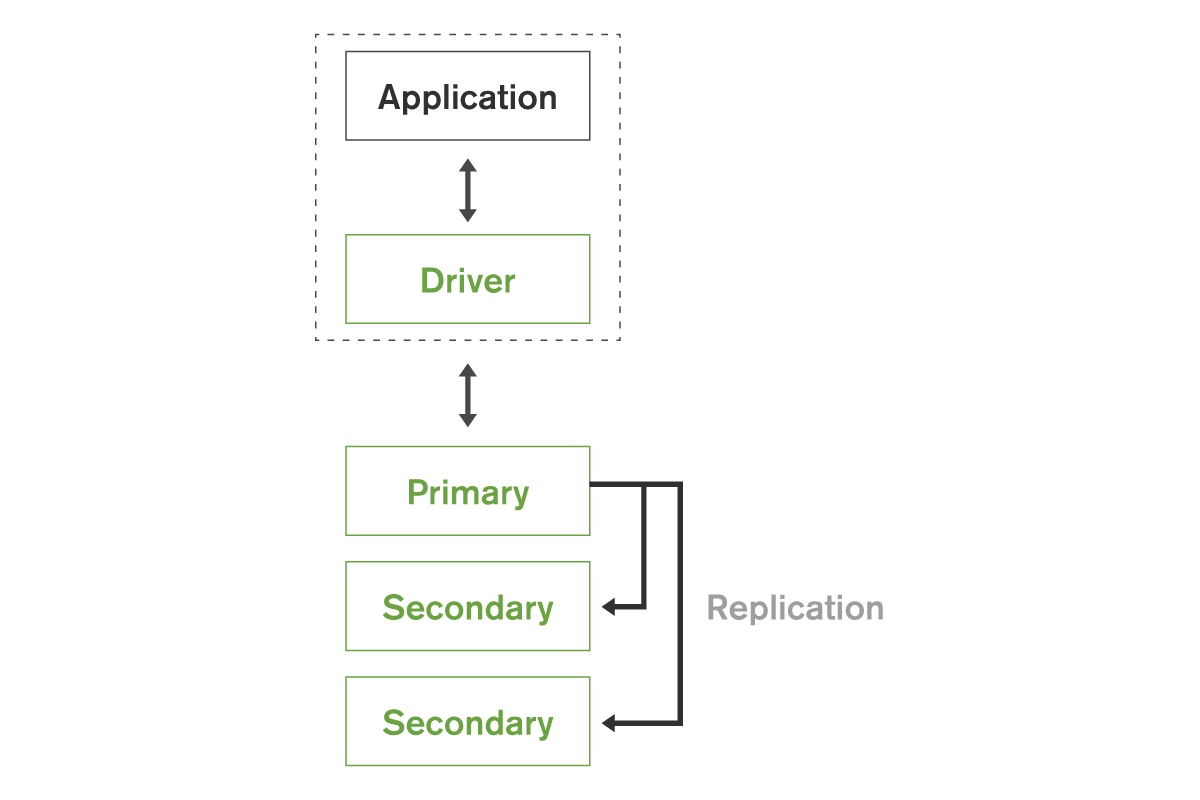 Application
Driver
Primary
Secondary
Replication
Secondary